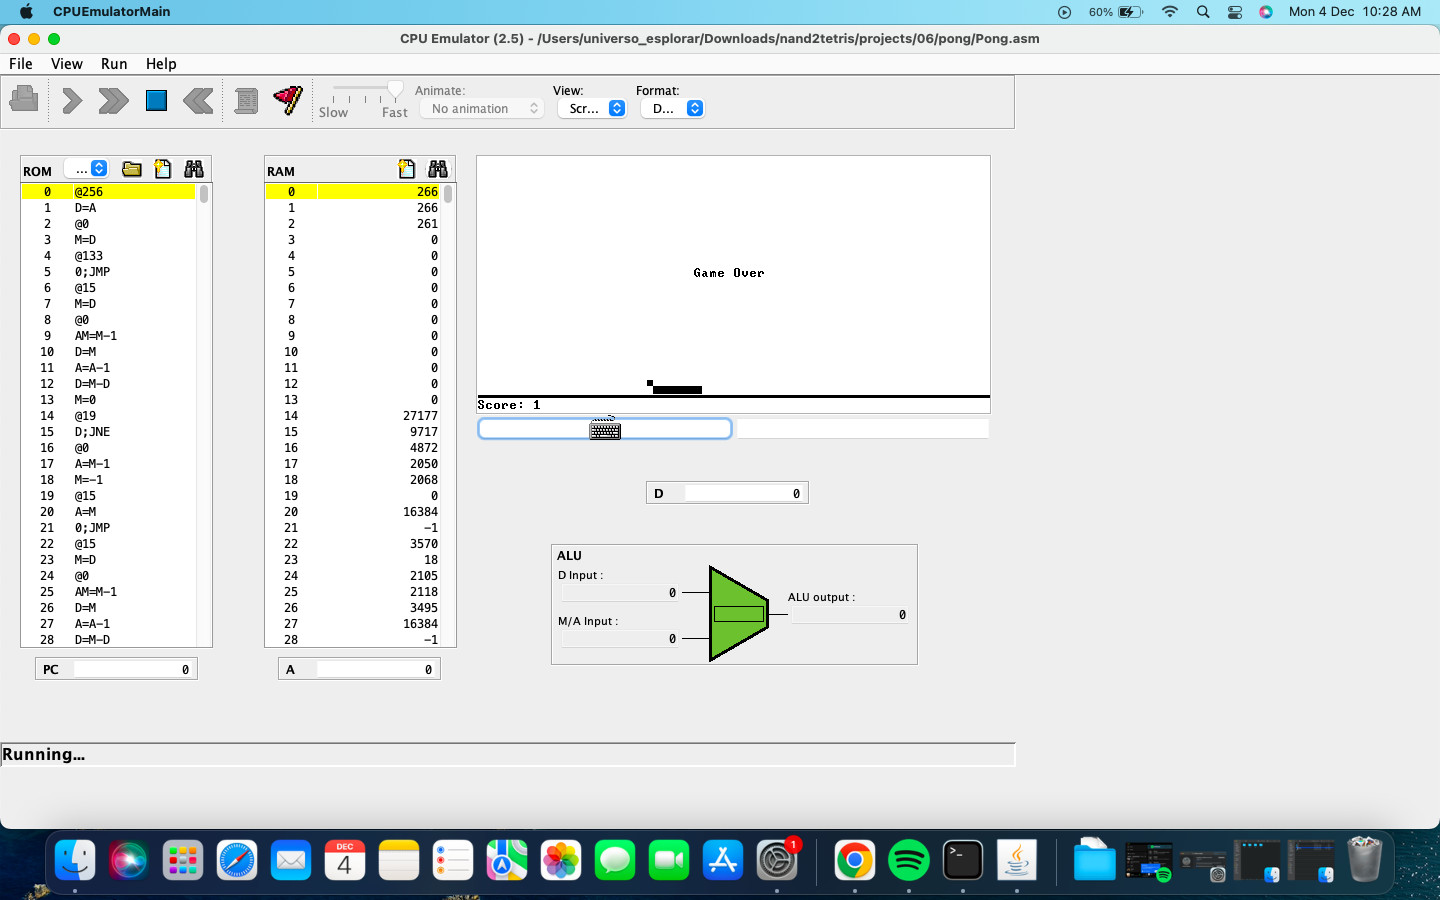 CPUEmulatorMain
60%
Mon 4 Dec 10:28 AM
CPU Emulator (2.5) - /Users/universo_esplorar/Downloads/nand2tetris/projects/06/pong/Pong.asm
File View Run Help
Animate:
View:
Format:
Slow
Fast
No animation
Scr...
D...
ROM
...
0 @256
1 D=A
2 @0
3 M=D
4 @133
5 0;JMP
6 @15
7 M=D
8 @0
9 AM=M-1
10 D=M
11 A=A-1
12 D=M-D
13 M=0
14 @19
15 D;JNE
16 @0
17 A=M-1
18 M=-1
19 @15
20 A=M
21 0;JMP
22 @15
23 M=D
24 @0
25 AM=M-1
26 D=M
27 A=A-1
28 D=M-D
PC 0
RAM
0 266
1 266
2 261
3 0
4 0
5 0
6 0
7 0
8 0
9 0
10 0
11 0
12 0
13 0
14 27177
15 9717
16 4872
17 2050
18 2068
19 0
20 16384
21 -1
22 3570
23 18
24 2105
25 2118
26 3495
27 16384
28 -1
A 0
Game Over
Score: 1
D 0
ALU
D Input :
0
M/A Input :
0
ALU output :
0
Running...
DEC
4
1
>_